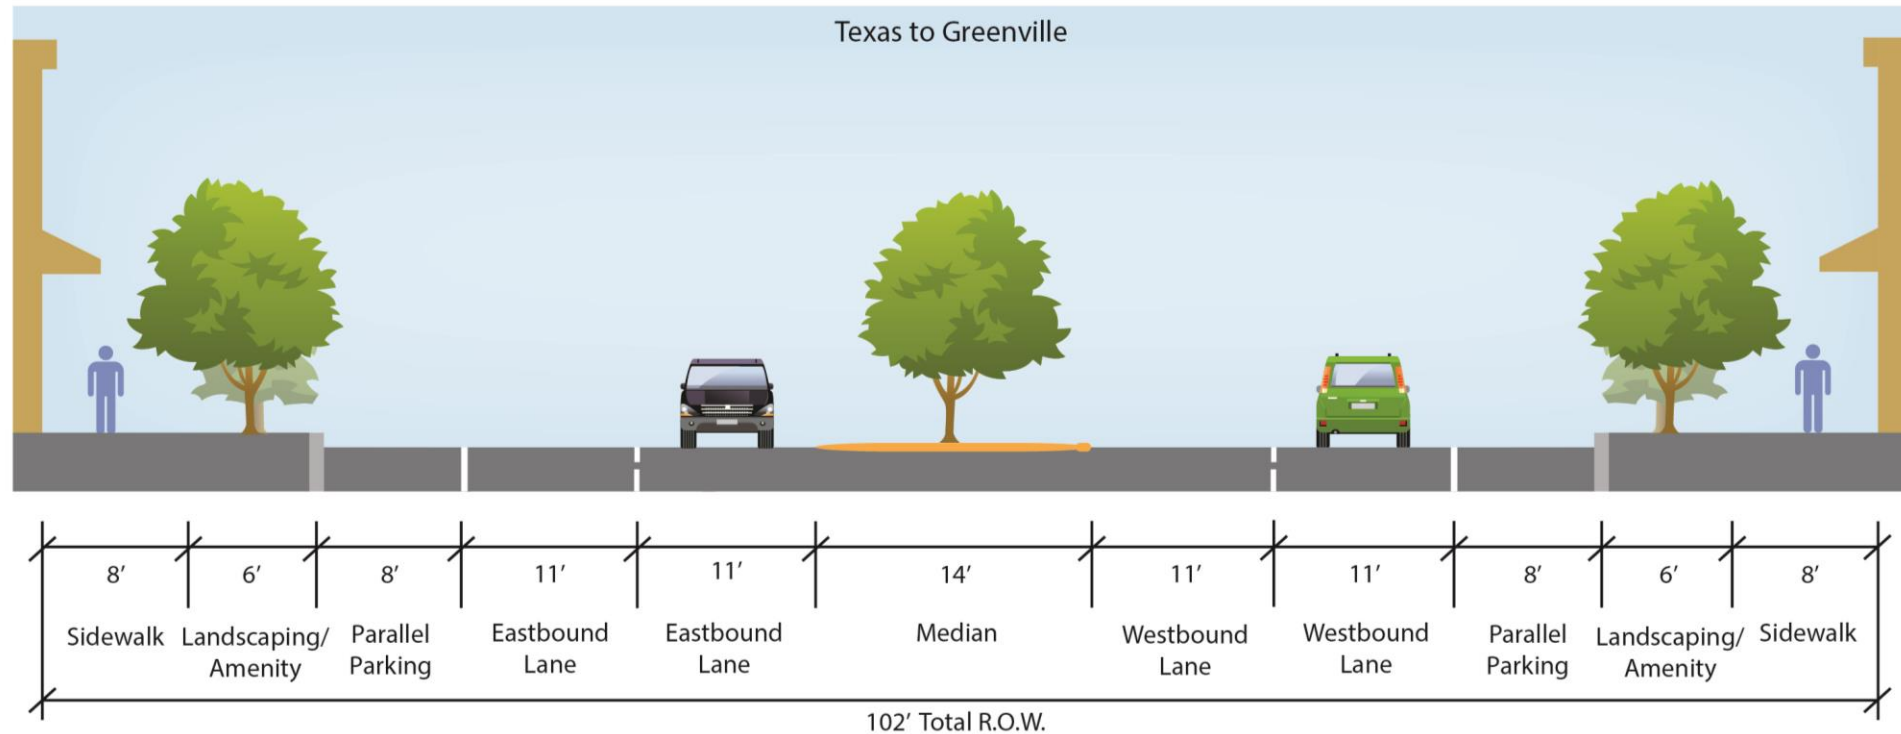 Texas to Greenville
8′ 6′ 8′ 11′ 11′ 14′ 11′ 11′ 8′ 6′ 8′
Sidewalk Landscaping/ Parallel Eastbound Eastbound Median Westbound Westbound Parallel Landscaping/ Sidewalk
Amenity Parking Lane Lane Lane Lane Parking Amenity
102′ Total R.O.W.